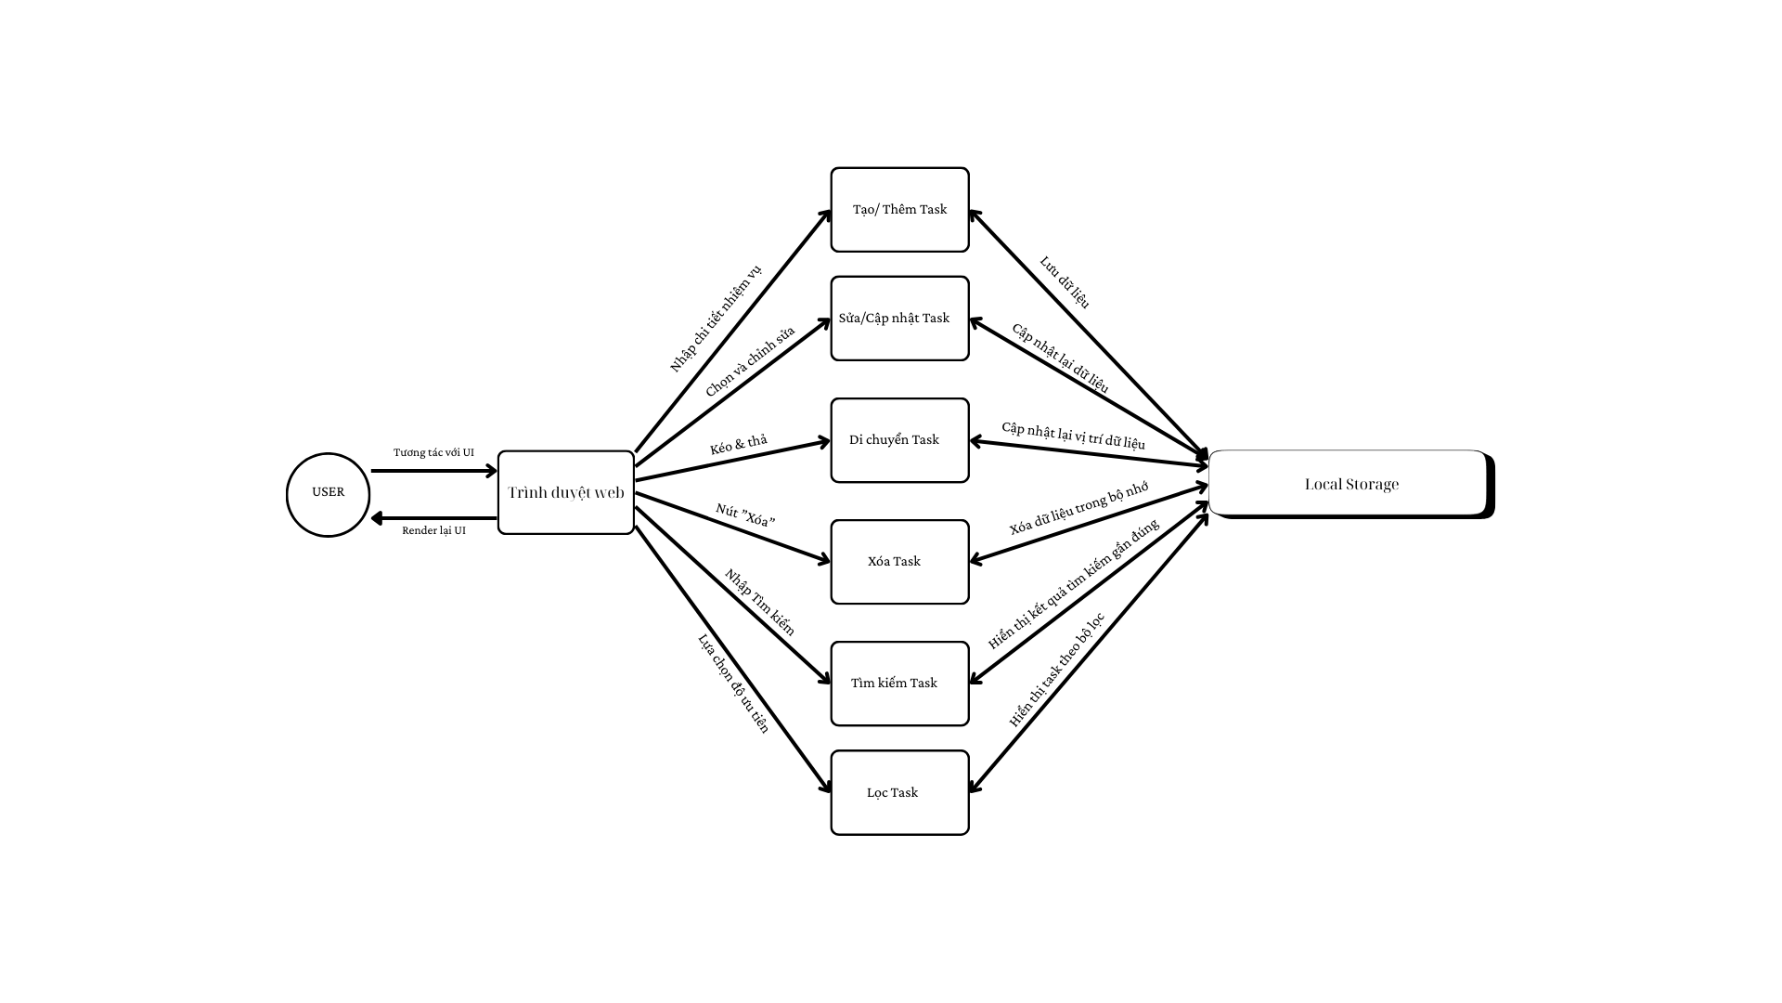 Tạo/ Thêm Task
Nhập chi tiết nhiệm vụ
Lưu dữ liệu
Sửa/Cập nhật Task
Chọn và chỉnh sửa
Cập nhật lại dữ liệu
Di chuyển Task
Kéo & thả
Cập nhật lại vị trí dữ liệu
Tương tác với UI
USER
Trình duyệt web
Render lại UI
Local Storage
Nút "Xóa"
Xóa dữ liệu trong bộ nhớ
Xóa Task
Nhập Tìm kiếm
Hiển thị kết quả tìm kiếm gần đúng
Tìm kiếm Task
Lựa chọn độ ưu tiên
Hiển thị task theo bộ lọc
Lọc Task